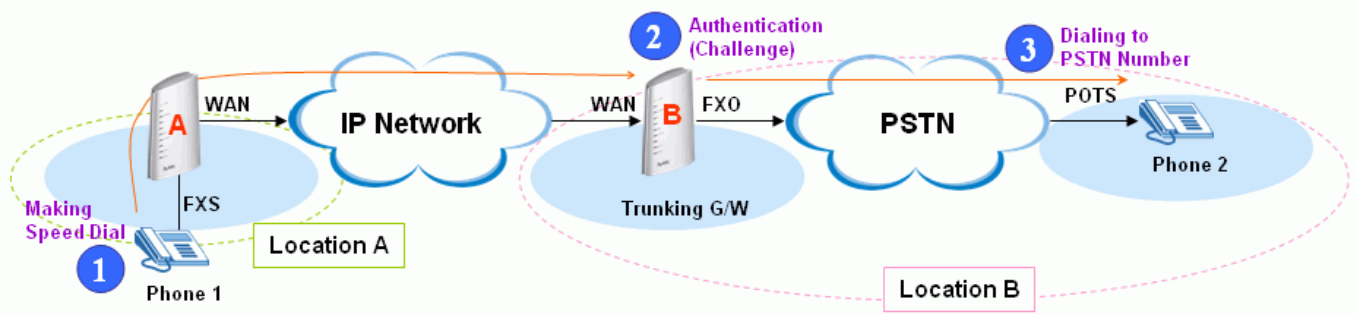 2
Authentication
(Challenge)
3
Dialing to
PSTN Number
A
WAN
IP Network
WAN
B
FXO
PSTN
POTS
Phone 2
FXS
Making
Speed Dial
1
Phone 1
Location A
Trunking G/W
Location B